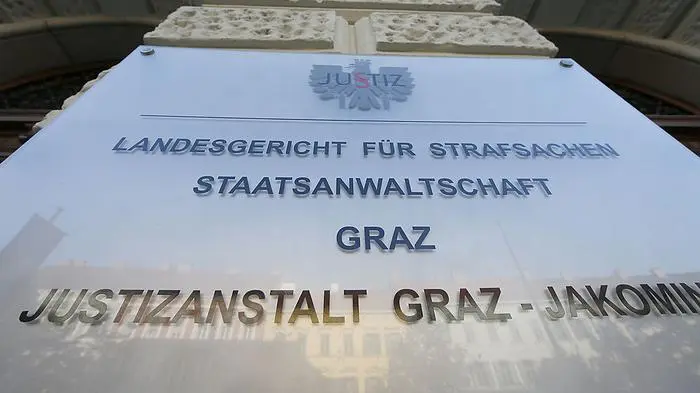 JUSTIZ
LANDESGERICHT FÜR STRAFSACHEN
STAATSANWALTSCHAFT
GRAZ
JUSTIZANSTALT GRAZ - JAKOMIN